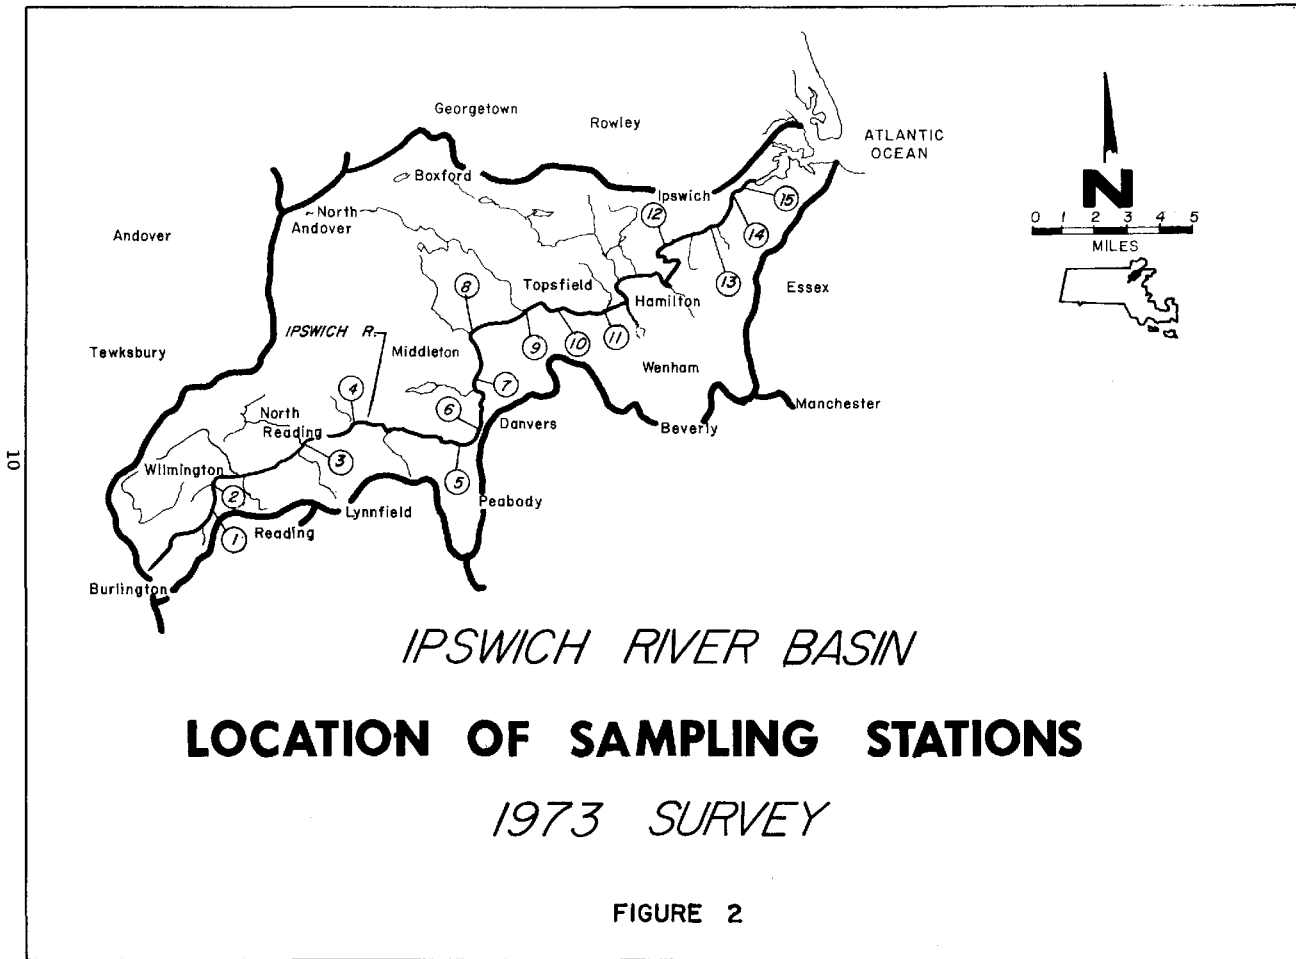 Georgetown
Rowley
ATLANTIC
OCEAN
Boxford
Ipswich
15
12
North
Andover
Andover
14
N
0 1 2 3 4 5
MILES
13
8
Topsfield
Essex
Hamilton
IPSWICH R.
11
10
9
Tewksbury
Middleton
Wenham
7
4
6
Manchester
North
Reading
Danvers
Beverly
3
Wilmington
5
2
Peabody
Lynnfield
1
Reading
Burlington
10
IPSWICH RIVER BASIN
LOCATION OF SAMPLING STATIONS
1973 SURVEY
FIGURE 2